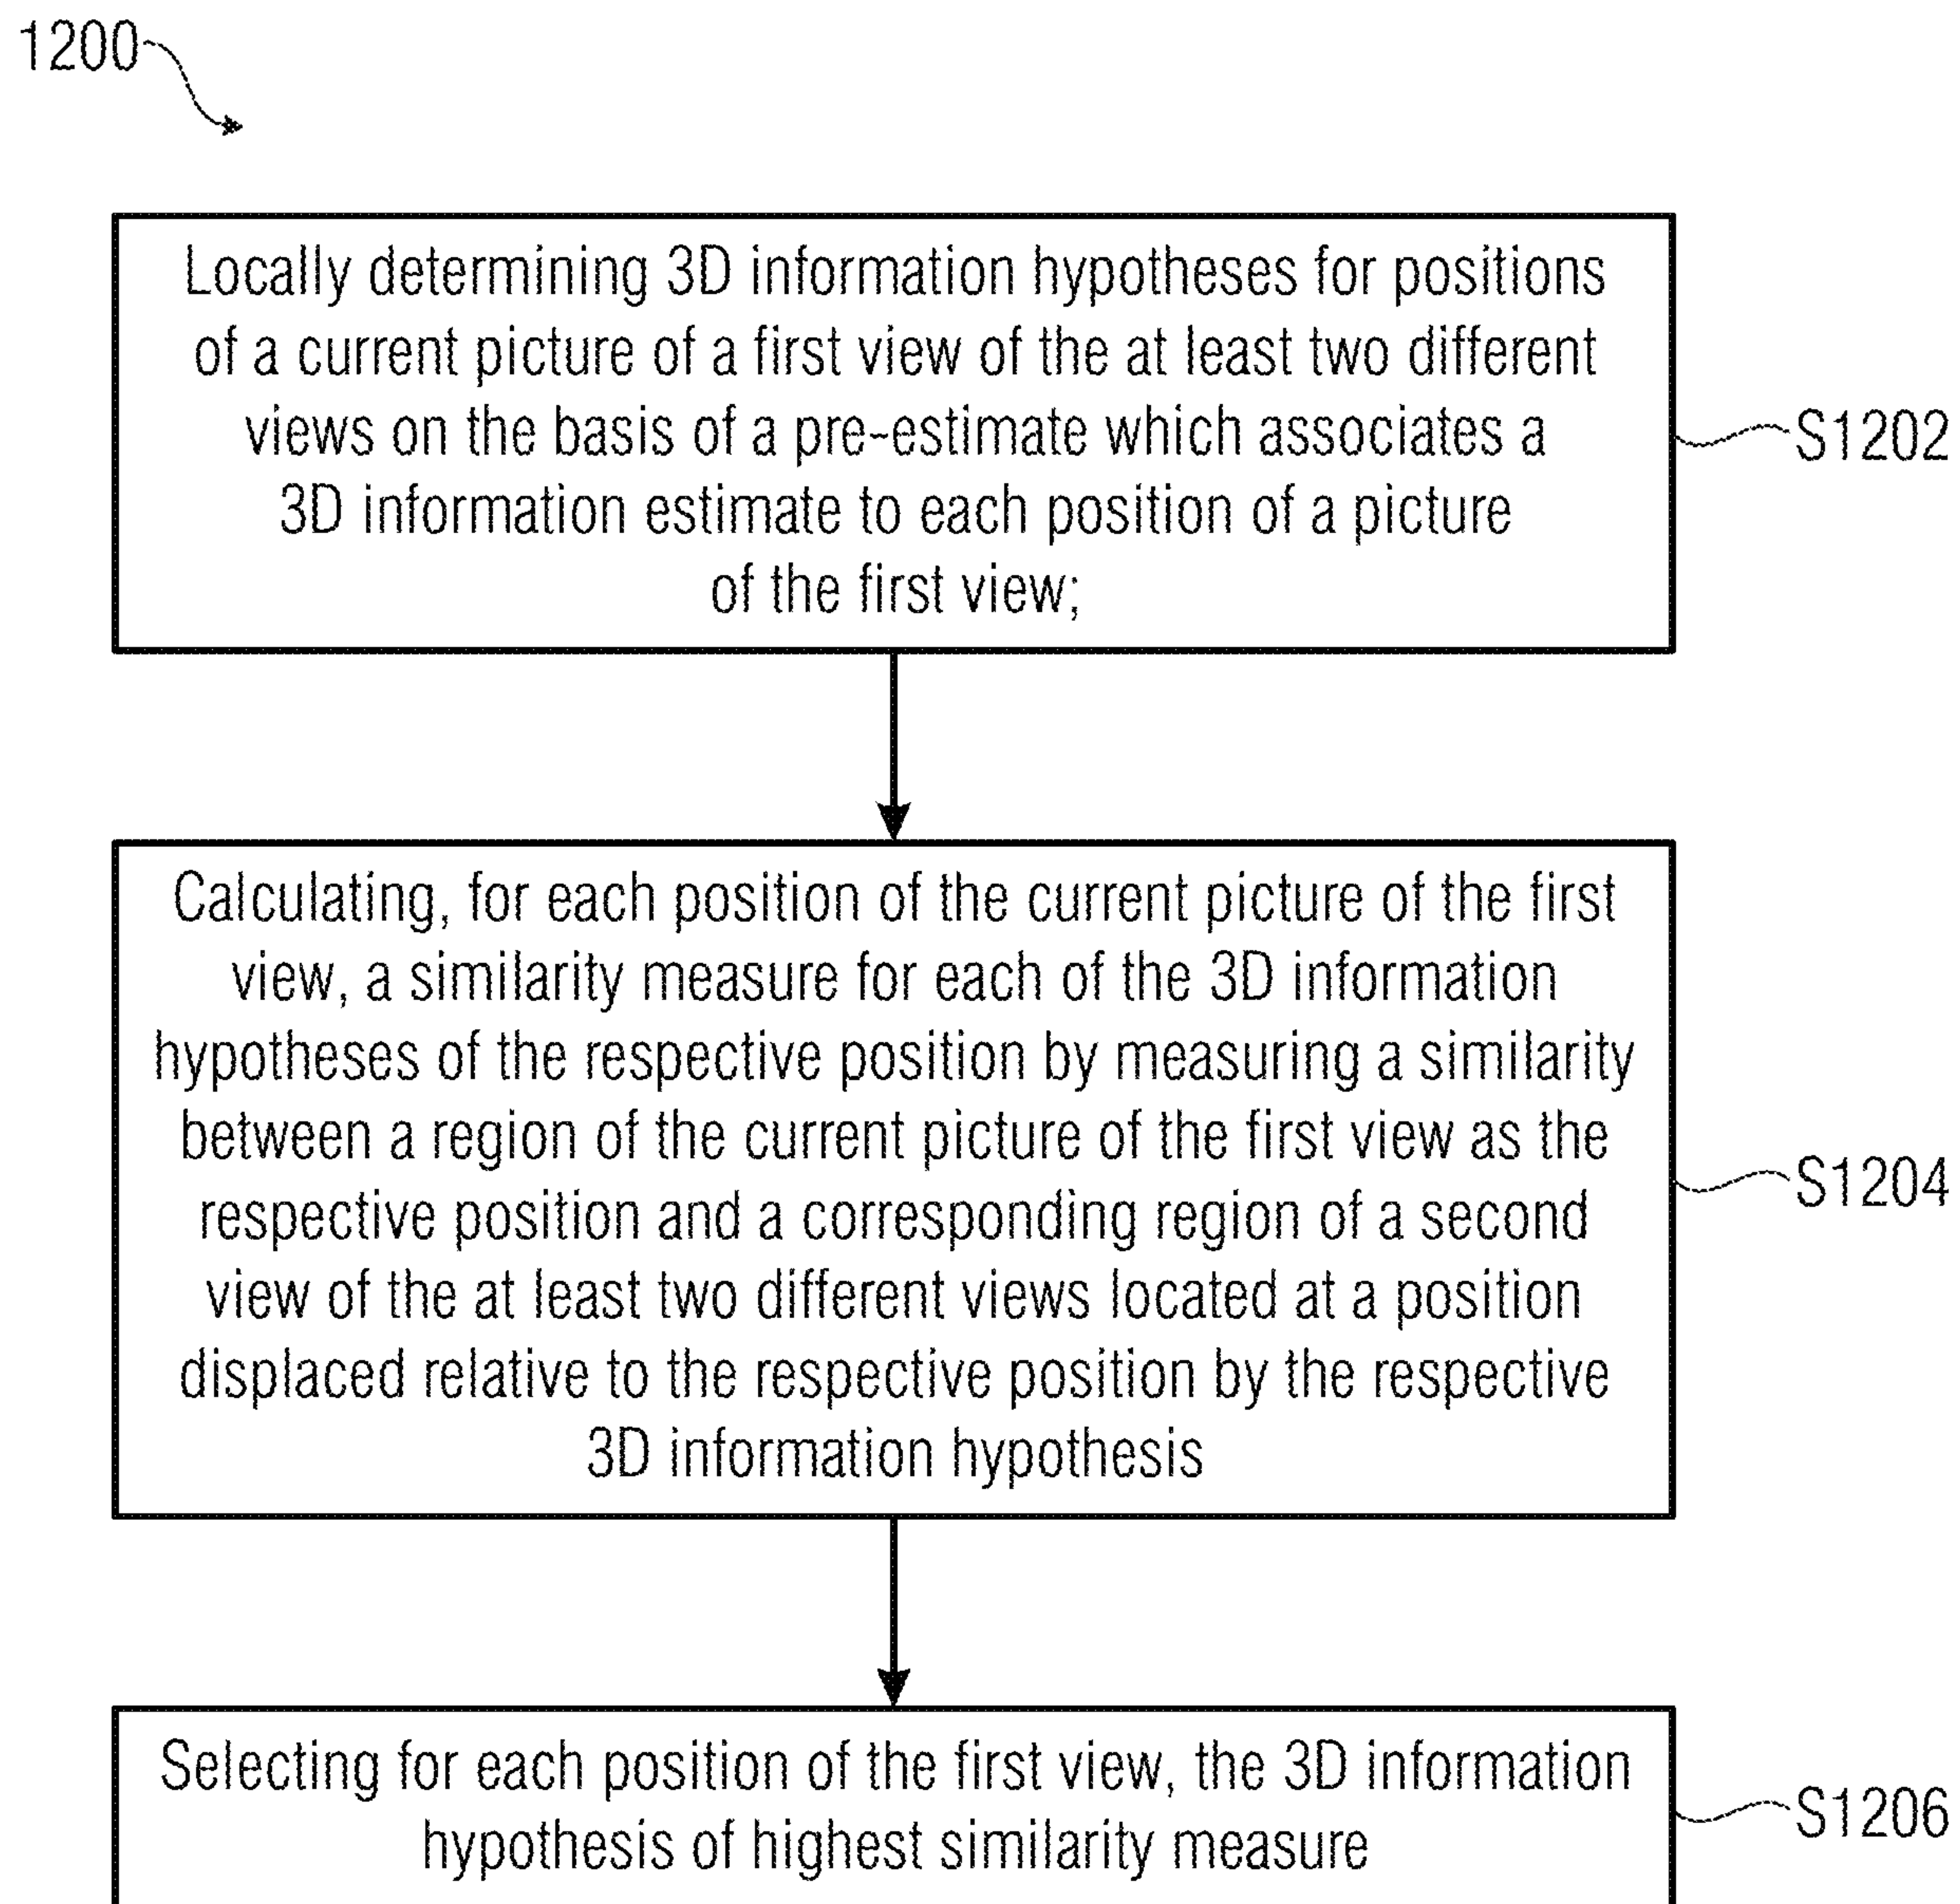 1200
Locally determining 3D information hypotheses for positions
of a current picture of a first view of the at least two different
views on the basis of a pre-estimate which associates a
3D information estimate to each position of a picture
of the first view;
S1202
Calculating, for each position of the current picture of the first
view, a similarity measure for each of the 3D information
hypotheses of the respective position by measuring a similarity
between a region of the current picture of the first view as the
respective position and a corresponding region of a second
view of the at least two different views located at a position
displaced relative to the respective position by the respective
3D information hypothesis
S1204
Selecting for each position of the first view, the 3D information
hypothesis of highest similarity measure
S1206